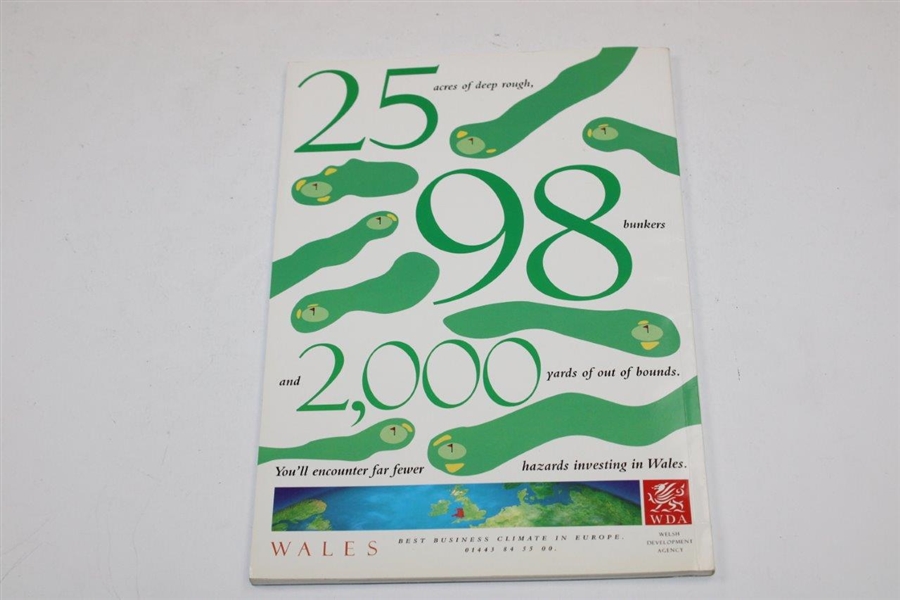 25 acres of deep rough,
98 bunkers
and 2,000 yards of out of bounds.
You'll encounter far fewer hazards investing in Wales.
WDA
WALES
BEST BUSINESS CLIMATE IN EUROPE.
01443 84 55 00.
WELSH
DEVELOPMENT
AGENCY